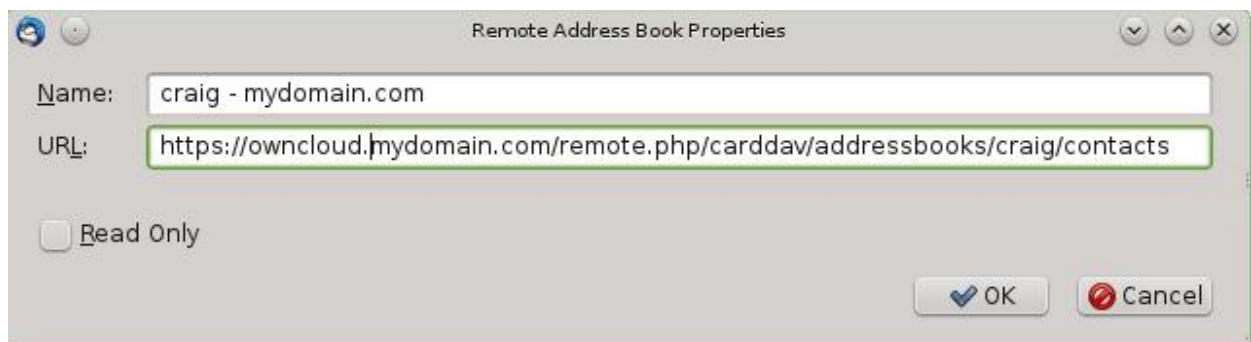 Remote Address Book Properties
Name: craig - mydomain.com
URL: https://owncloud.mydomain.com/remote.php/carddav/addressbooks/craig/contacts
Read Only
OK Cancel